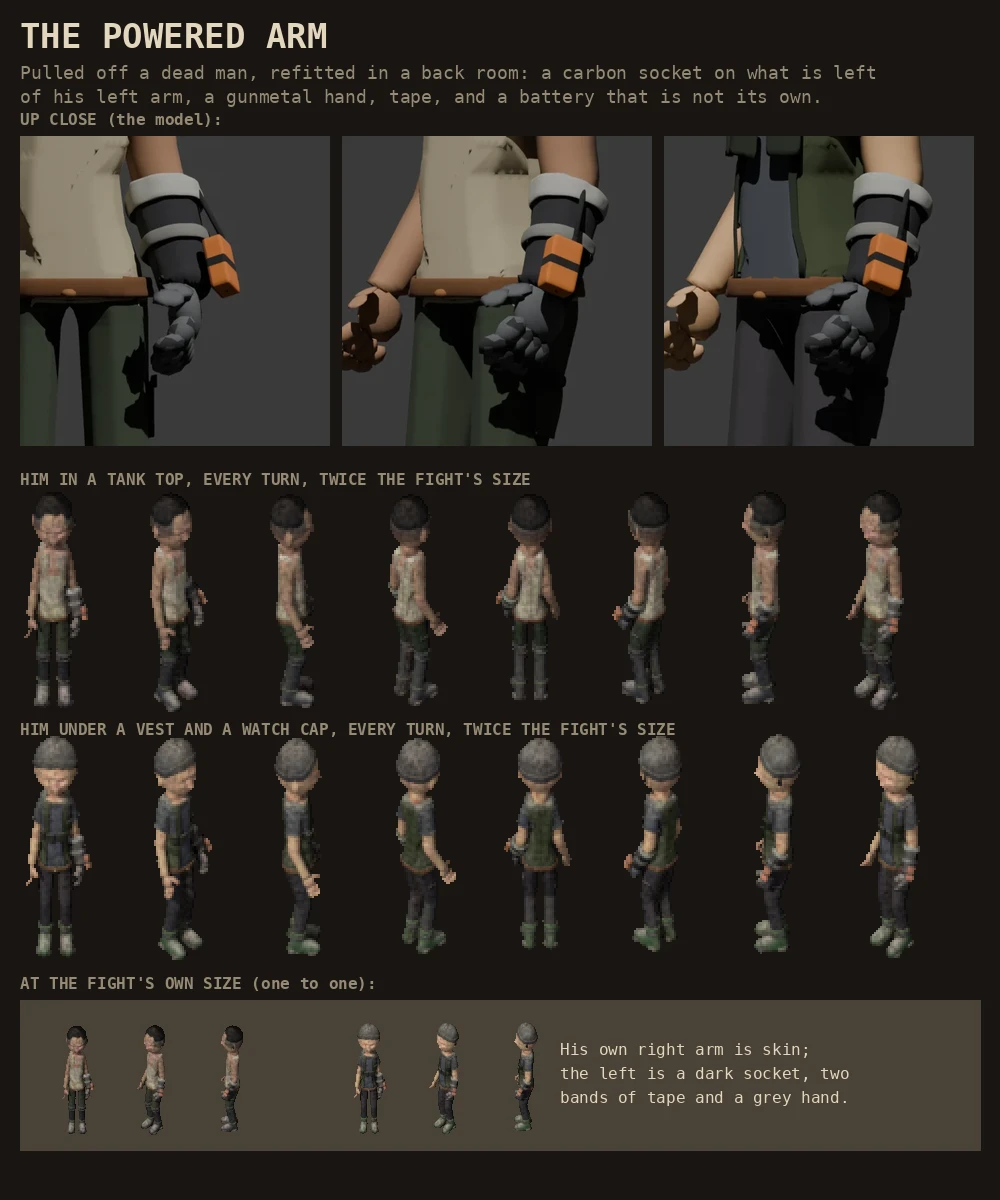 THE POWERED ARM
Pulled off a dead man, refitted in a back room: a carbon socket on what is left
of his left arm, a gunmetal hand, tape, and a battery that is not its own.
UP CLOSE (the model):
HIM IN A TANK TOP, EVERY TURN, TWICE THE FIGHT'S SIZE
HIM UNDER A VEST AND A WATCH CAP, EVERY TURN, TWICE THE FIGHT'S SIZE
AT THE FIGHT'S OWN SIZE (one to one):
His own right arm is skin;
the left is a dark socket, two
bands of tape and a grey hand.